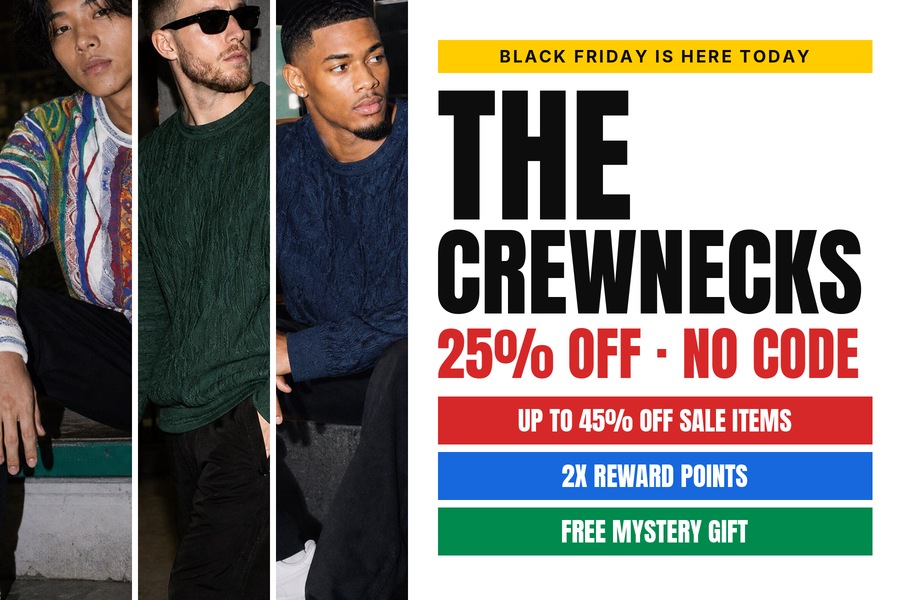 BLACK FRIDAY IS HERE TODAY
THE
CREWNECKS
25% OFF · NO CODE
UP TO 45% OFF SALE ITEMS
2X REWARD POINTS
FREE MYSTERY GIFT